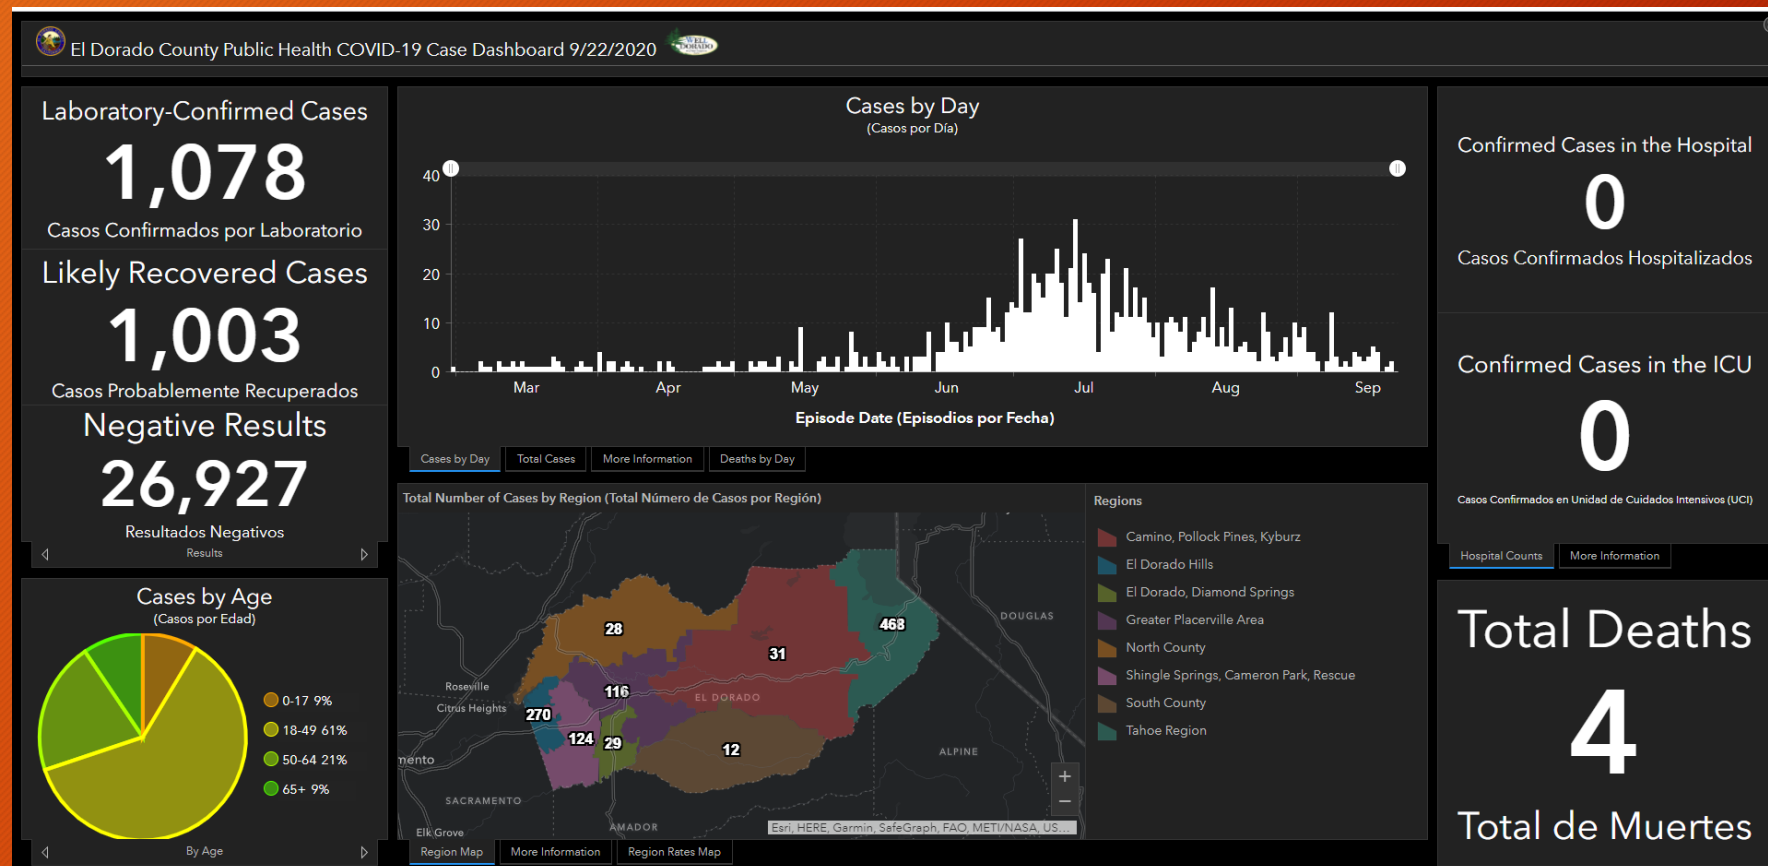 El Dorado County Public Health COVID-19 Case Dashboard 9/22/2020
WELL
DORADO
Laboratory-Confirmed Cases
1,078
Casos Confirmados por Laboratorio
Likely Recovered Cases
1,003
Casos Probablemente Recuperados
Negative Results
26,927
Resultados Negativos
Results
Cases by Age
(Casos por Edad)
0-17 9%
18-49 61%
50-64 21%
65+ 9%
By Age
Cases by Day
(Casos por Día)
40
30
20
10
0
Mar Apr May Jun Jul Aug Sep
Episode Date (Episodios por Fecha)
Cases by Day Total Cases More Information Deaths by Day
Total Number of Cases by Region (Total Número de Casos por Región)
28
31
468
DOUGLAS
Roseville
Citrus Heights
116
EL DORADO
270
124
29
12
ALPINE
mento
SACRAMENTO
AMADOR
Elk Grove
+
−
Esri, HERE, Garmin, SafeGraph, FAO, METI/NASA, US...
Region Map More Information Region Rates Map
Regions
Camino, Pollock Pines, Kyburz
El Dorado Hills
El Dorado, Diamond Springs
Greater Placerville Area
North County
Shingle Springs, Cameron Park, Rescue
South County
Tahoe Region
Confirmed Cases in the Hospital
0
Casos Confirmados Hospitalizados
Confirmed Cases in the ICU
0
Casos Confirmados en Unidad de Cuidados Intensivos (UCI)
Hospital Counts More Information
Total Deaths
4
Total de Muertes